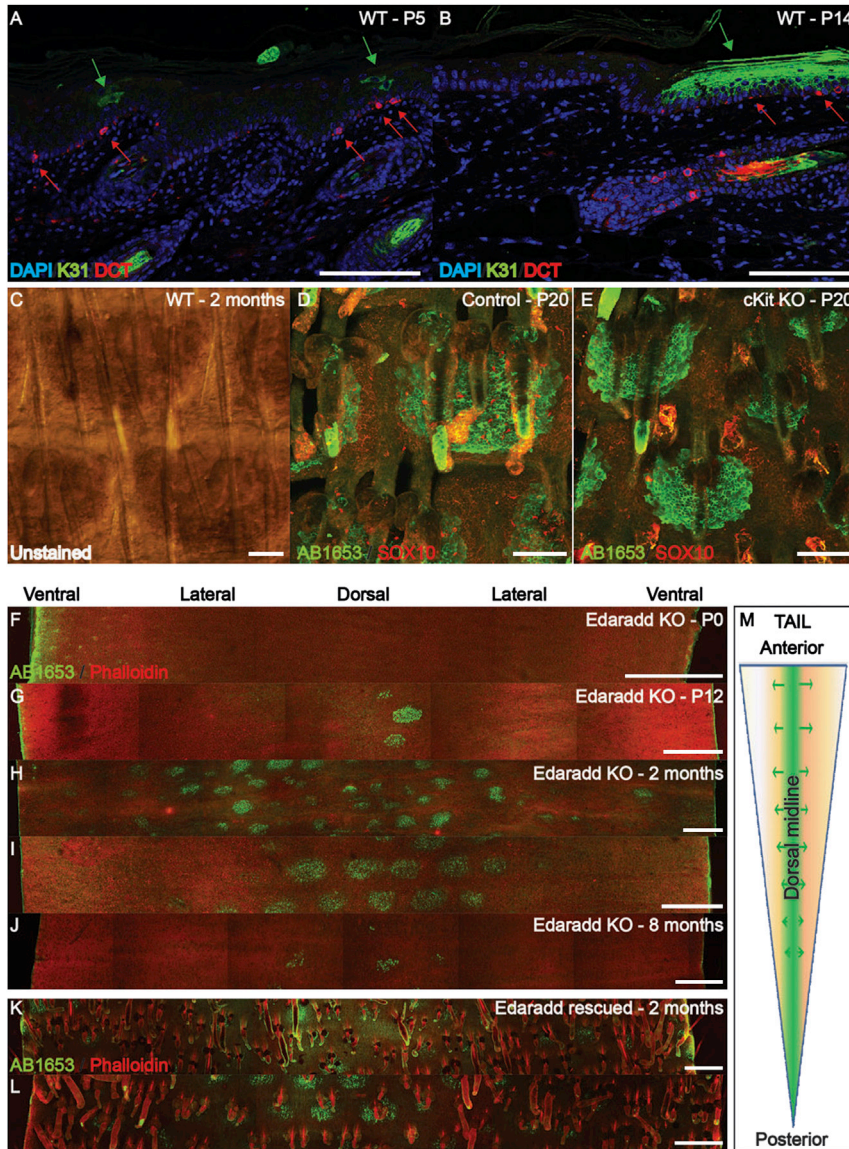 A WT - P5
B WT - P14
DAPI K31 DCT
DAPI K31 DCT
C WT - 2 months
D Control - P20
E cKit KO - P20
Unstained
AB1653 / SOX10
AB1653 / SOX10
Ventral Lateral Dorsal Lateral Ventral
F Edaradd KO - P0
AB1653 / Phalloidin
G Edaradd KO - P12
H Edaradd KO - 2 months
I
J Edaradd KO - 8 months
K Edaradd rescued - 2 months
AB1653 Phalloidin
L
M TAIL
Anterior
Dorsal midline
Posterior